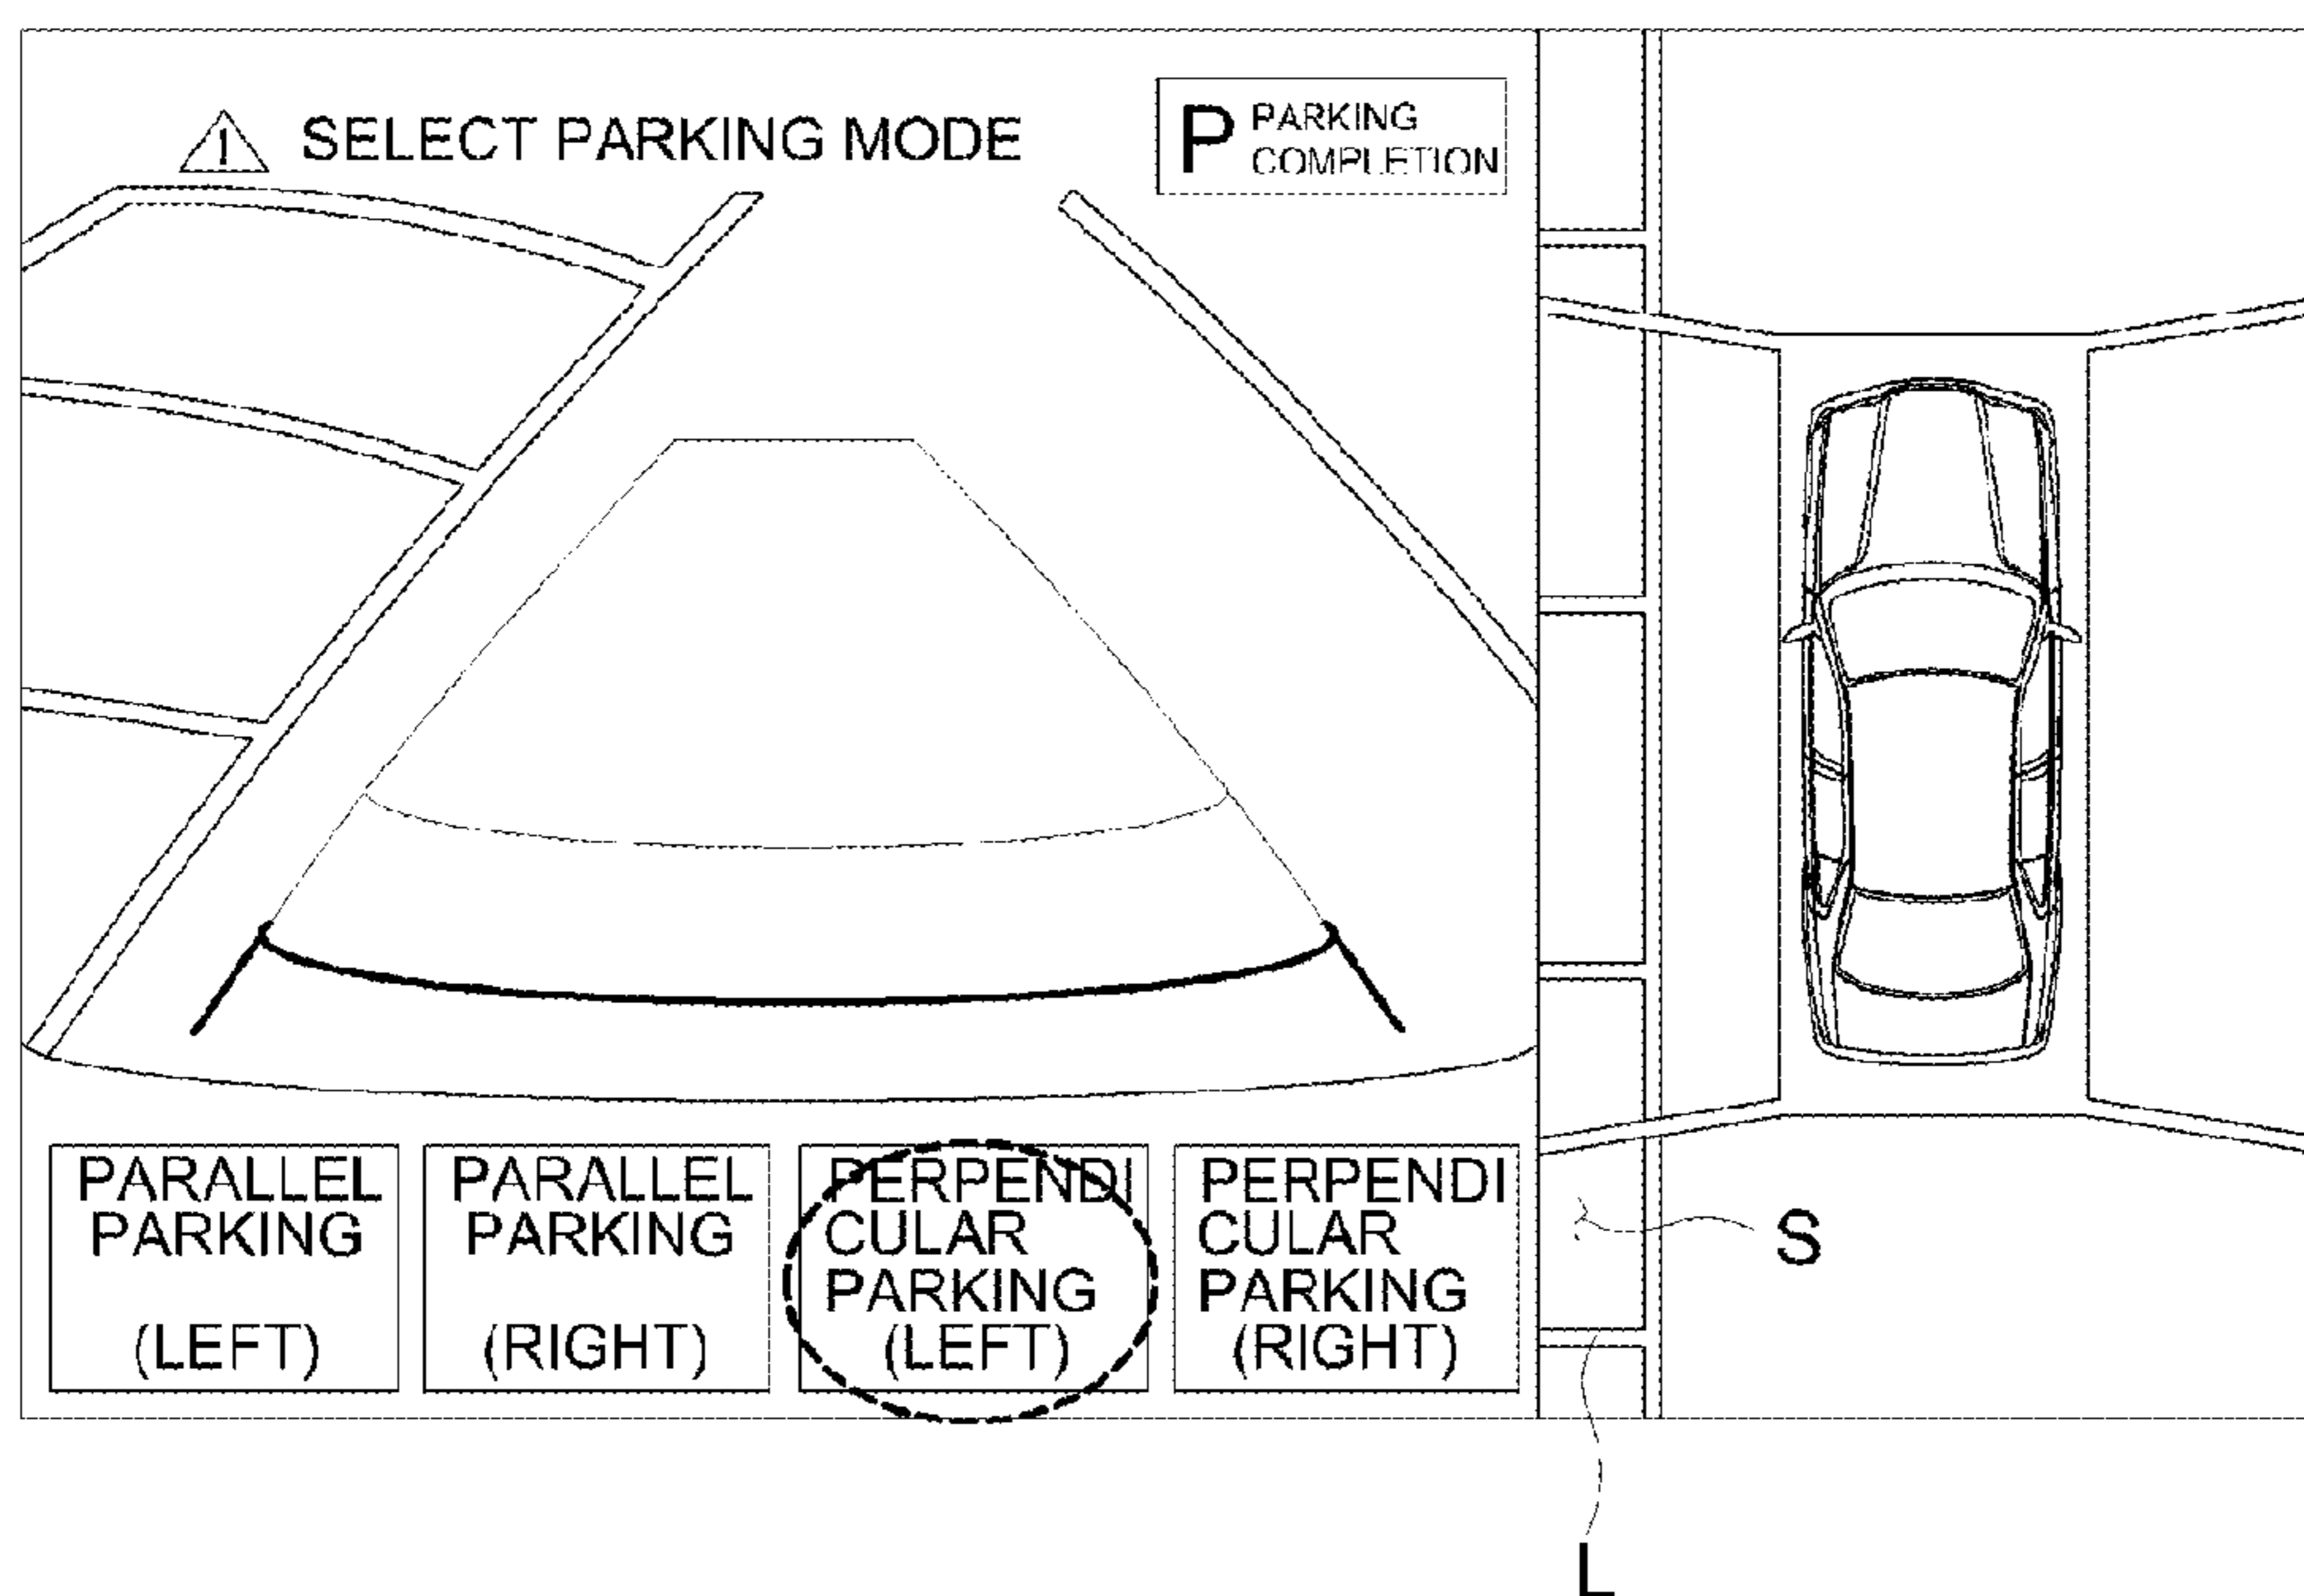 ! SELECT PARKING MODE
P PARKING
COMPLETION
PARALLEL
PARKING
(LEFT)
PARALLEL
PARKING
(RIGHT)
PERPENDI
CULAR
PARKING
(LEFT)
PERPENDI
CULAR
PARKING
(RIGHT)
S
L